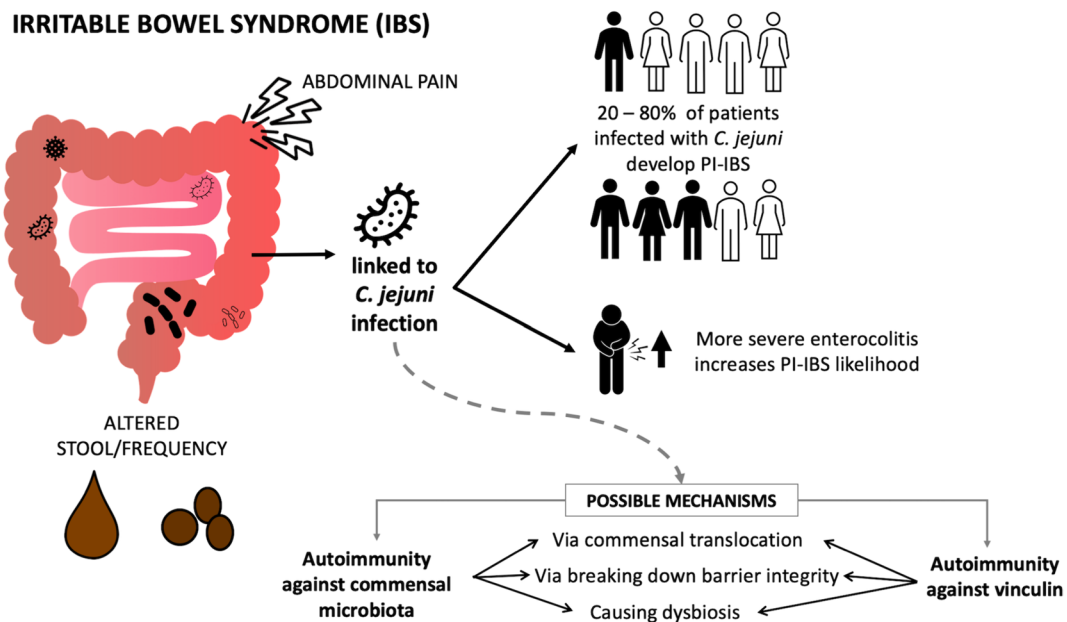 IRRITABLE BOWEL SYNDROME (IBS)
ABDOMINAL PAIN
20 – 80% of patients
infected with C. jejuni
develop PI-IBS
linked to
C. jejuni
infection
More severe enterocolitis
increases PI-IBS likelihood
ALTERED
STOOL/FREQUENCY
POSSIBLE MECHANISMS
Autoimmunity
against commensal
microbiota
Via commensal translocation
Via breaking down barrier integrity
Causing dysbiosis
Autoimmunity
against vinculin